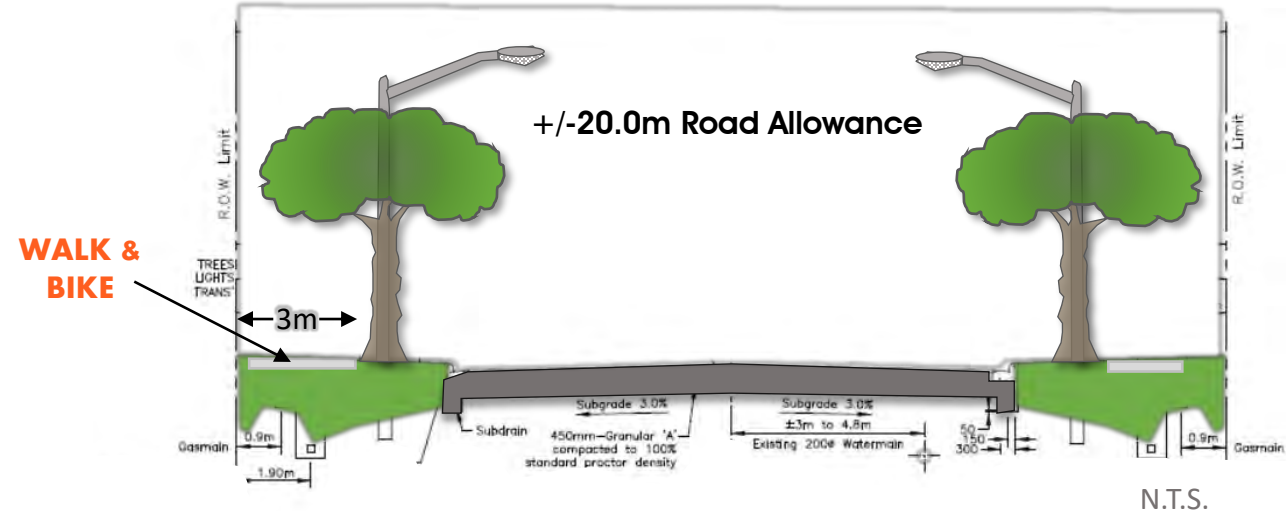 +/-20.0m Road Allowance
R.O.W. Limit
R.O.W. Limit
WALK &
BIKE
TREES
LIGHTS
TRANS'
3m
Subgrade 3.0%
Subgrade 3.0%
±3m to 4.8m
Existing 200ø Watermain
Subdrain
450mm-Granular 'A'
compacted to 100%
standard proctor density
50
150
300
0.9m
Gasmain
1.90m
0.9m
Gasmain
N.T.S.